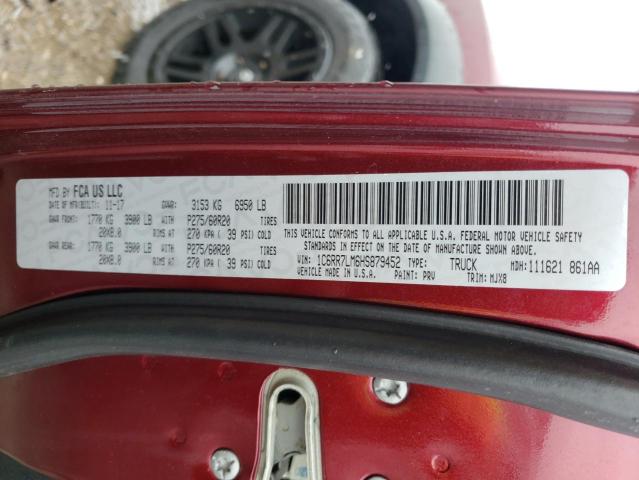 MFD BY FCA US LLC
DATE OF MFR(BUILT): 11-17 GVWR: 3153 KG 6950 LB
GAWR FRONT: 1770 KG 3900 LB WITH P275/60R20 TIRES
20X8.0 RIMS AT 270 KPA ( 39 PSI) COLD
GAWR REAR: 1770 KG 3900 LB WITH P275/60R20 TIRES
20X8.0 RIMS AT 270 KPA ( 39 PSI) COLD
THIS VEHICLE CONFORMS TO ALL APPLICABLE U.S.A. FEDERAL MOTOR VEHICLE SAFETY
STANDARDS IN EFFECT ON THE DATE OF MANUFACTURE SHOWN ABOVE.
VIN: 1C6RR7LM6HS879452 TYPE: TRUCK MDH: 111621 861AA
MADE IN U.S.A. PAINT: PRV TRIM: MJX8